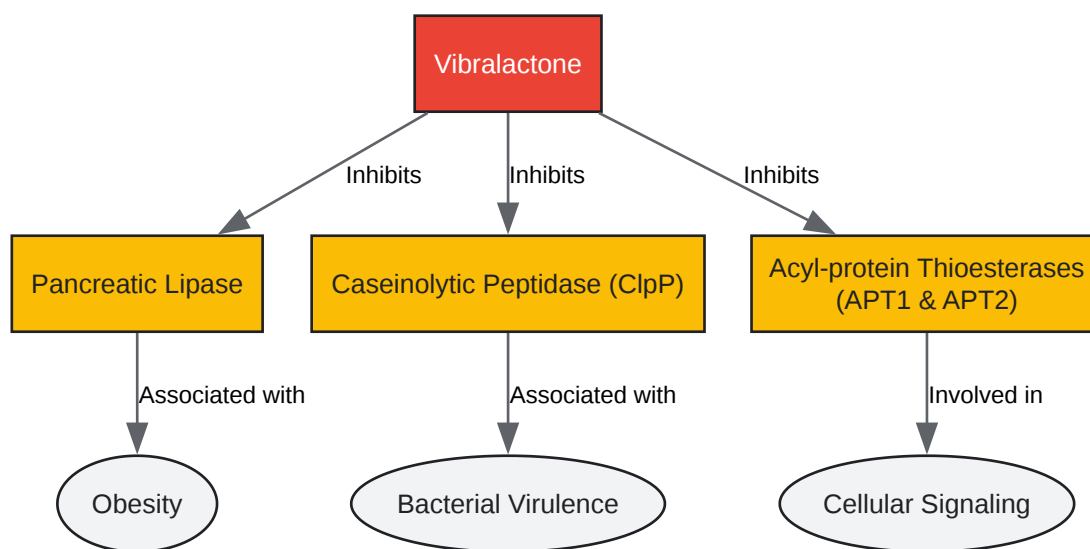 Vibralactone
Inhibits
Inhibits
Inhibits
Pancreatic Lipase
Caseinolytic Peptidase (ClpP)
Acyl-protein Thioesterases
(APT1 & APT2)
Associated with
Associated with
Involved in
Obesity
Bacterial Virulence
Cellular Signaling